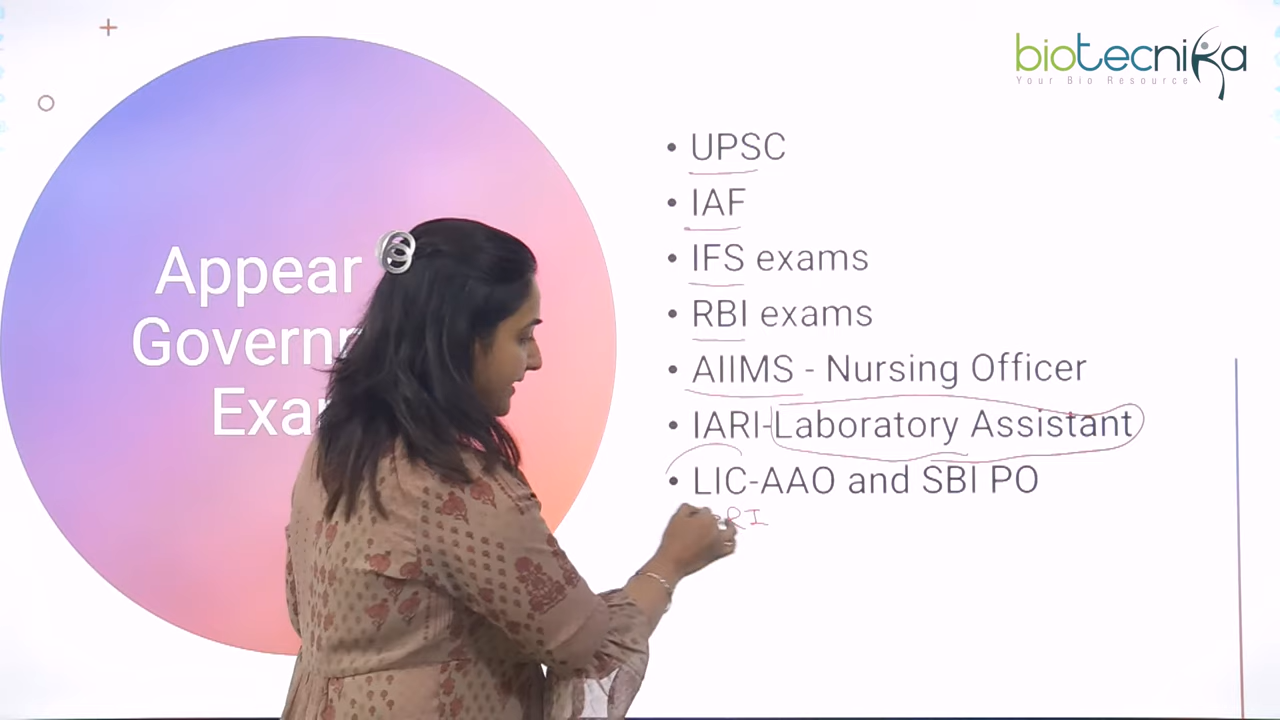 biotecnika
Your Bio Resource
Appear
Govern
Exa
• UPSC
• IAF
• IFS exams
• RBI exams
• AIIMS - Nursing Officer
• IARI-Laboratory Assistant
• LIC-AAO and SBI PO
RI